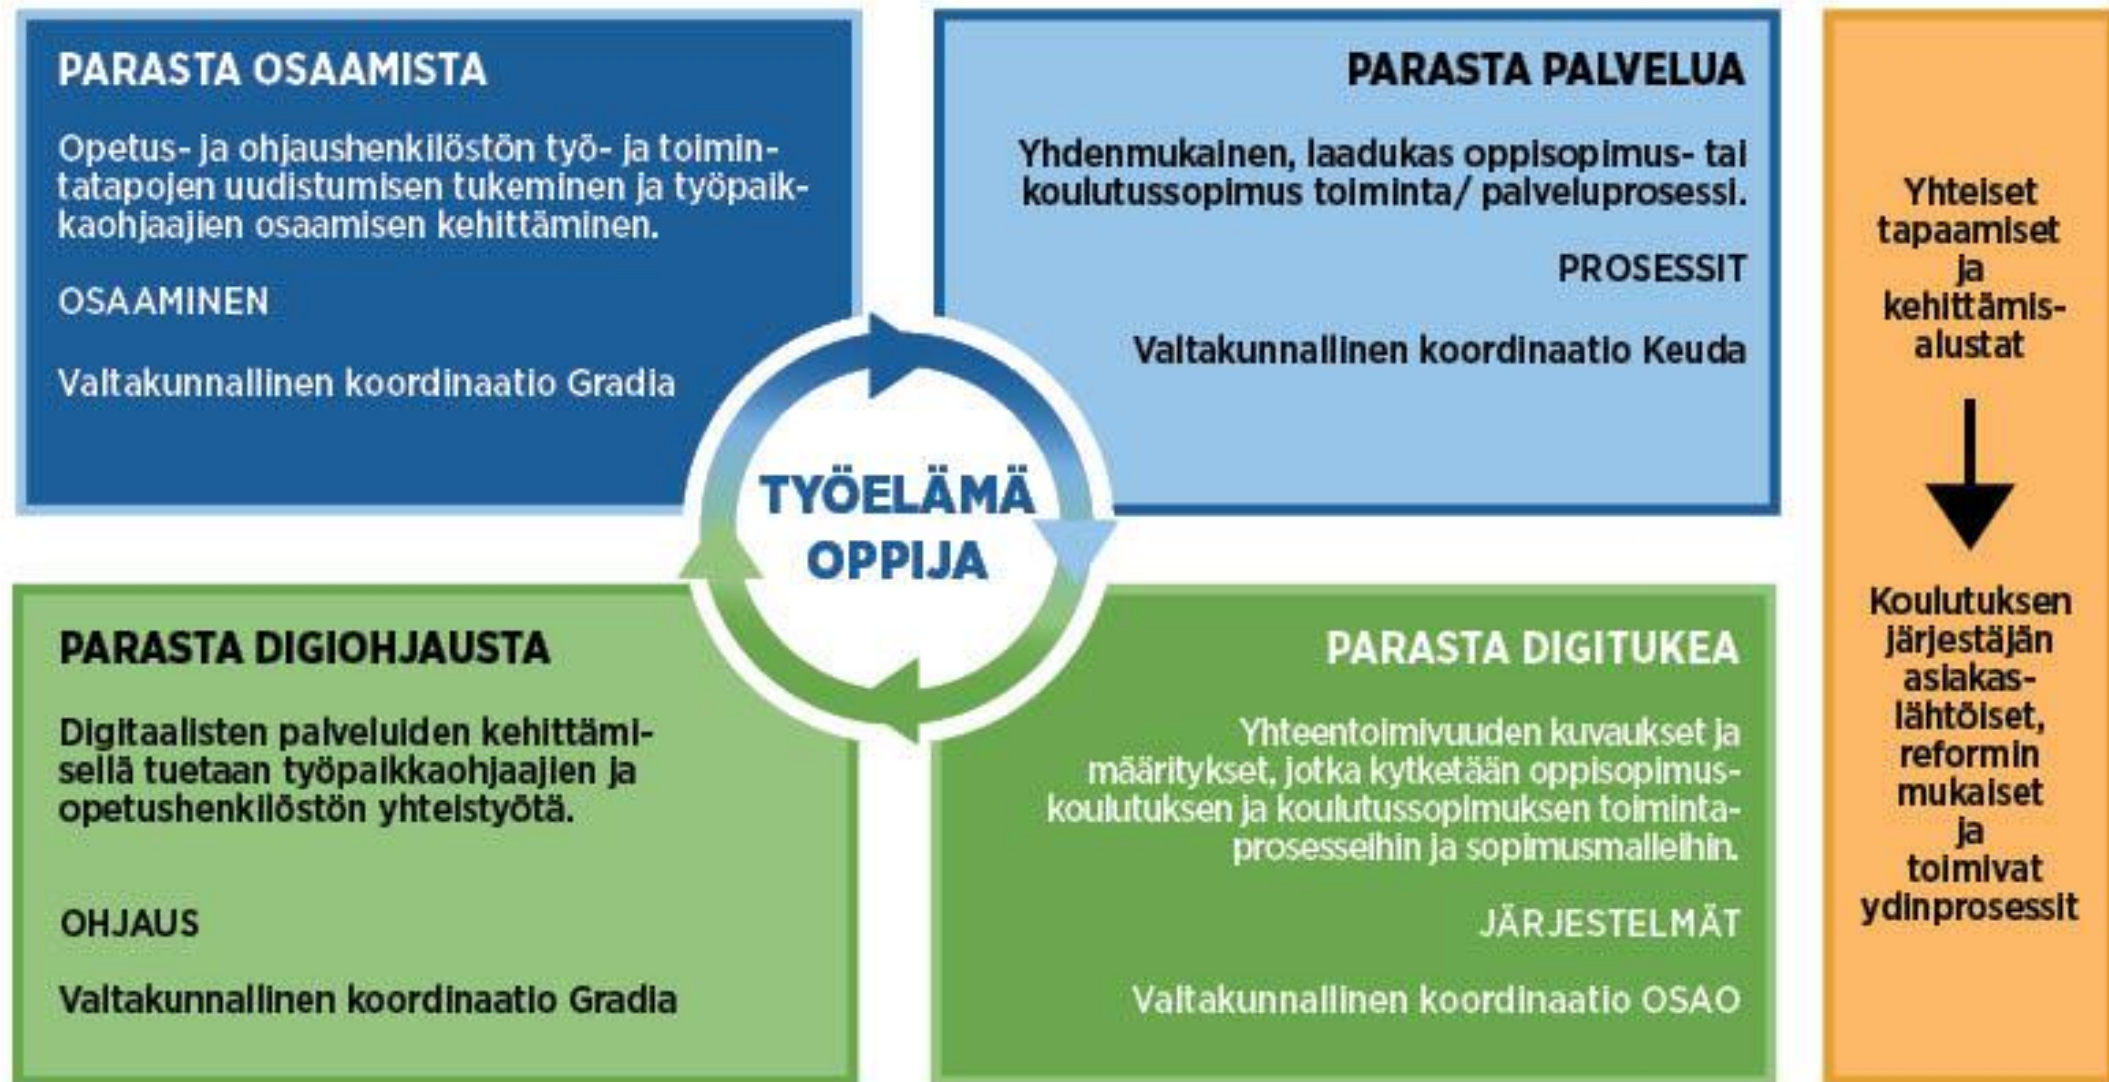 PARASTA OSAAMISTA
Opetus- ja ohjaushenkilöstön työ- ja toimin-
tatapojen uudistumisen tukeminen ja työpaik-
kaohjaajien osaamisen kehittäminen.
OSAAMINEN
Valtakunnallinen koordinaatio Gradia
PARASTA PALVELUA
Yhdenmukainen, laadukas oppisopimus- tai
koulutussopimus toiminta/ palveluprosessi.
PROSESSIT
Valtakunnallinen koordinaatio Keuda
TYÖELÄMÄ
OPPIJA
PARASTA DIGIOHJAUSTA
Digitaalisten palveluiden kehittämi-
sellä tuetaan työpaikkaohjaajien ja
opetushenkilöstön yhteistyötä.
OHJAUS
Valtakunnallinen koordinaatio Gradia
PARASTA DIGITUKEA
Yhteentoimivuuden kuvaukset ja
määritykset, jotka kytketään oppisopimus-
koulutuksen ja koulutussopimuksen toiminta-
prosesseihin ja sopimusmalleihin.
JÄRJESTELMÄT
Valtakunnallinen koordinaatio OSAO
Yhteiset
tapaamiset
ja
kehittämis-
alustat
Koulutuksen
järjestäjän
asiakas-
lähtöiset,
reformin
mukaiset
ja
toimivat
ydinprosessit